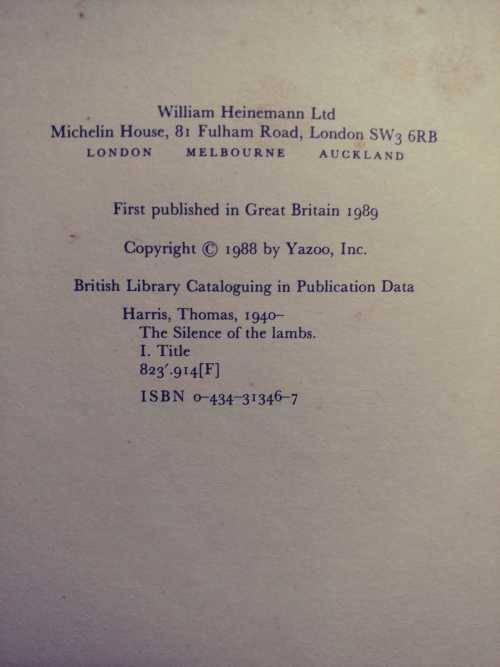 William Heinemann Ltd
Michelin House, 81 Fulham Road, London SW3 6RB
LONDON MELBOURNE AUCKLAND
First published in Great Britain 1989
Copyright © 1988 by Yazoo, Inc.
British Library Cataloguing in Publication Data
Harris, Thomas, 1940–
The Silence of the lambs.
I. Title
823′.914[F]
ISBN 0–434–31346–7